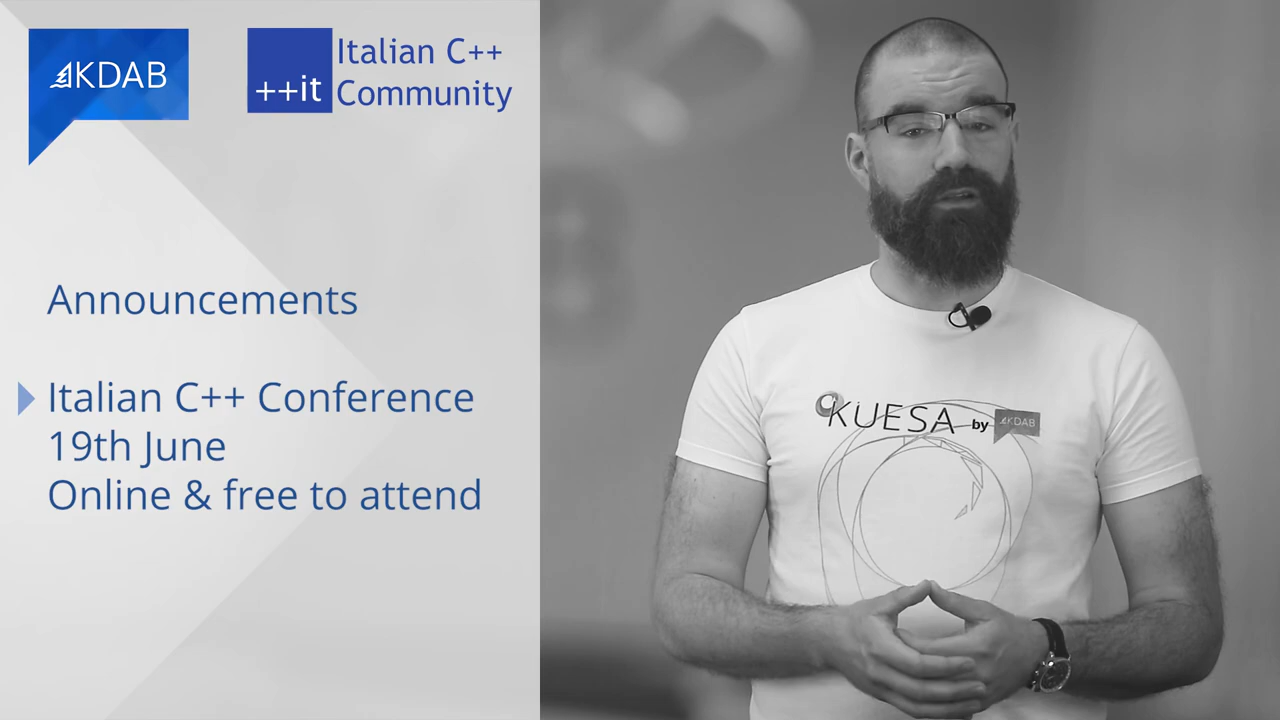 KDAB
++it
Italian C++
Community
Announcements
Italian C++ Conference
19th June
Online & free to attend
KUESA by KDAB